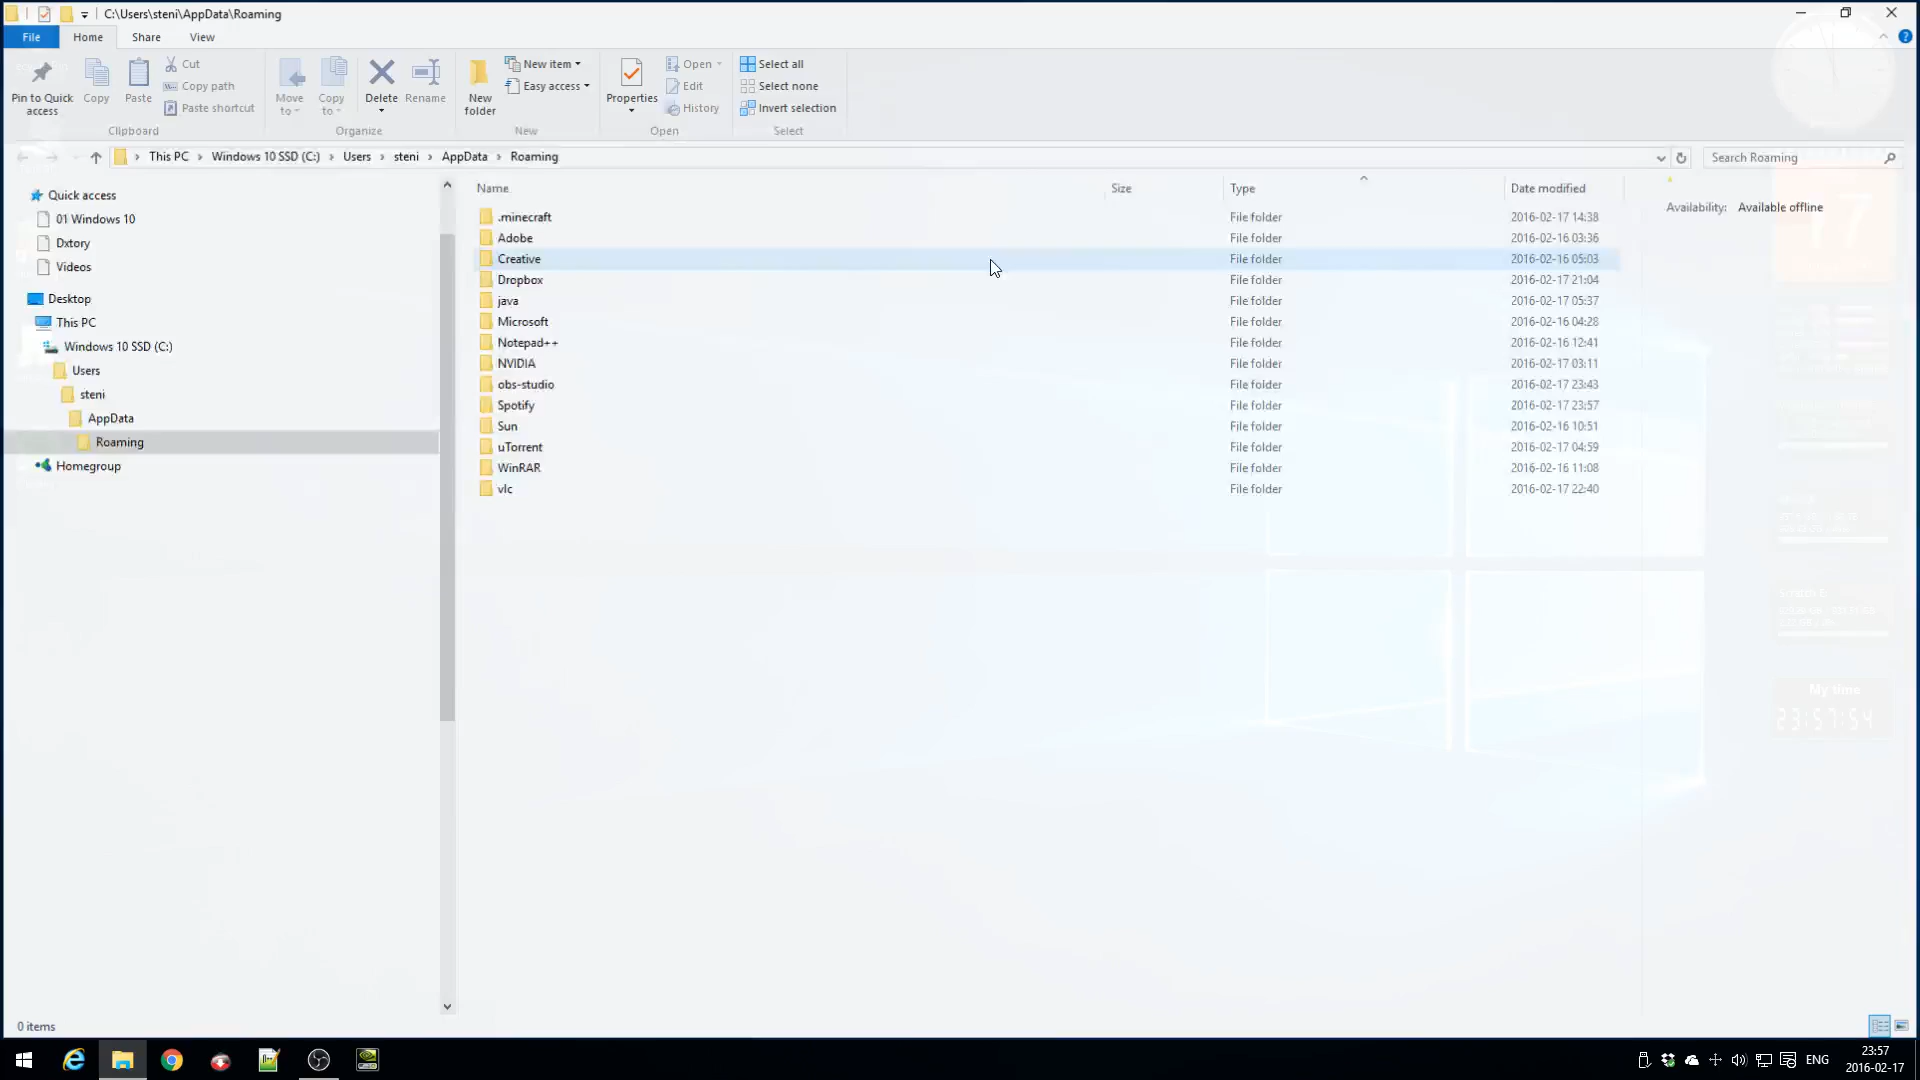 C:\Users\steni\AppData\Roaming
File Home Share View
Pin to Quick access
Copy
Paste
Cut
Copy path
Paste shortcut
Clipboard
Move to
Copy to
Delete
Rename
Organize
New folder
New item
Easy access
New
Properties
Open
Edit
History
Open
Select all
Select none
Invert selection
Select
This PC > Windows 10 SSD (C:) > Users > steni > AppData > Roaming
Search Roaming
Quick access
01 Windows 10
Dxtory
Videos
Desktop
This PC
Windows 10 SSD (C:)
Users
steni
AppData
Roaming
Homegroup
Name Size Type Date modified
.minecraft File folder 2016-02-17 14:38
Adobe File folder 2016-02-16 03:36
Creative File folder 2016-02-16 05:03
Dropbox File folder 2016-02-17 21:04
java File folder 2016-02-17 05:37
Microsoft File folder 2016-02-16 04:28
Notepad++ File folder 2016-02-16 12:41
NVIDIA File folder 2016-02-17 03:11
obs-studio File folder 2016-02-17 23:43
Spotify File folder 2016-02-17 23:57
Sun File folder 2016-02-16 10:51
uTorrent File folder 2016-02-17 04:59
WinRAR File folder 2016-02-16 11:08
vlc File folder 2016-02-17 22:40
Availability: Available offline
17
My time
23:57:54
0 items
ENG
23:57
2016-02-17